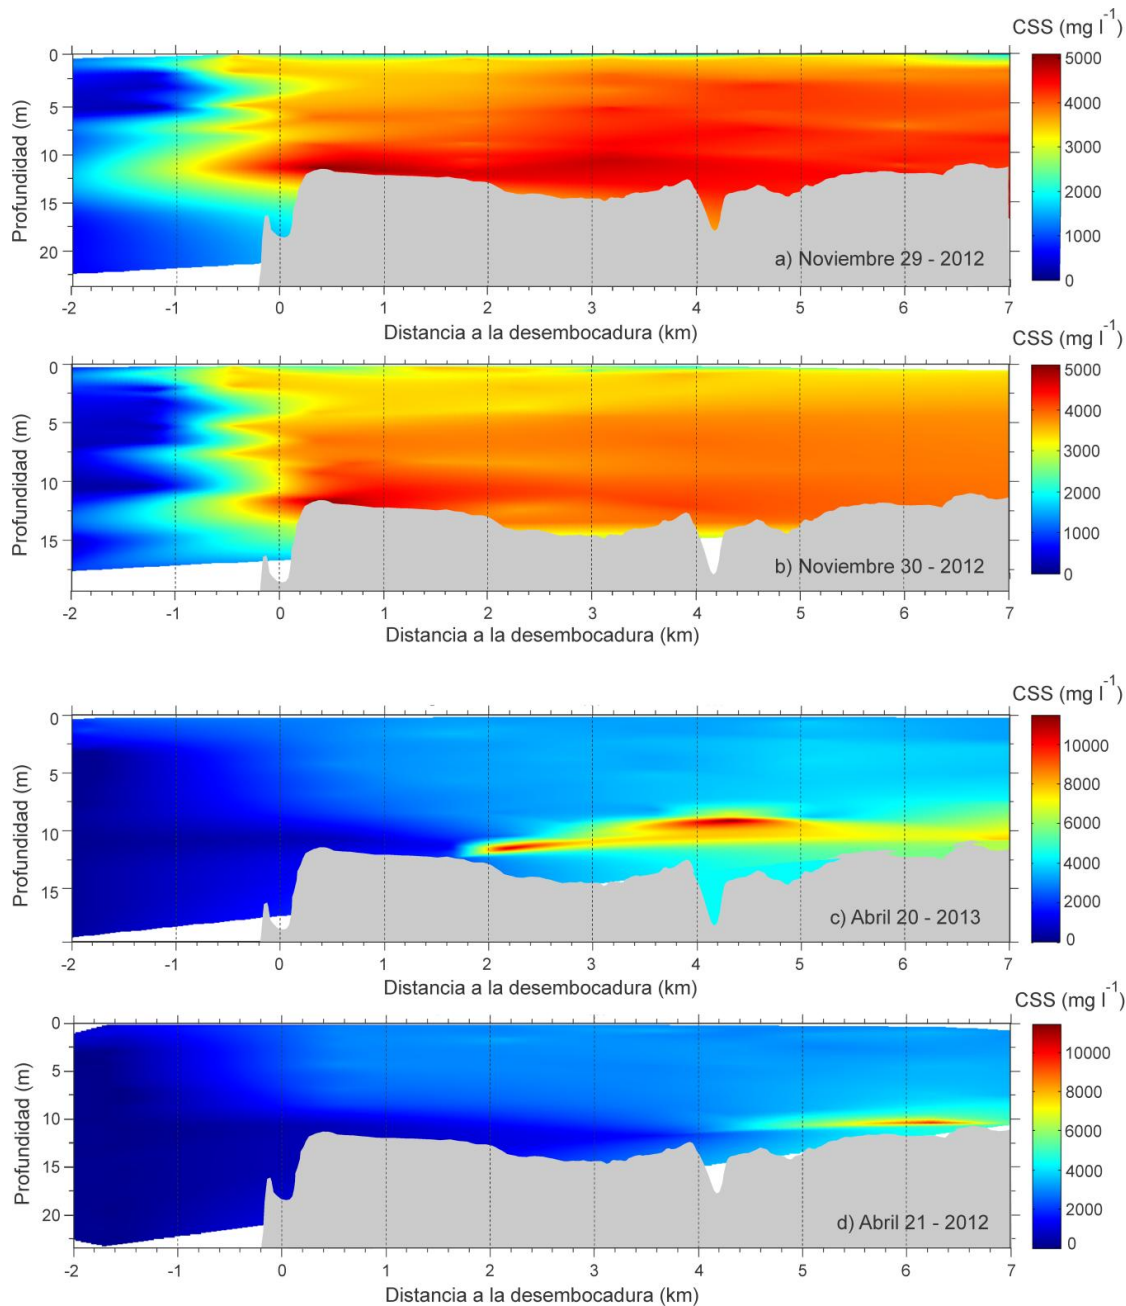 CSS (mg l-1)
0
5
10
15
20
Profundidad (m)
5000
4000
3000
2000
1000
0
a) Noviembre 29 - 2012
-2 -1 0 1 2 3 4 5 6 7
Distancia a la desembocadura (km)
CSS (mg l-1)
0
5
10
15
Profundidad (m)
5000
4000
3000
2000
1000
0
b) Noviembre 30 - 2012
-2 -1 0 1 2 3 4 5 6 7
Distancia a la desembocadura (km)
CSS (mg l-1)
0
5
10
15
Profundidad (m)
10000
8000
6000
4000
2000
0
c) Abril 20 - 2013
-2 -1 0 1 2 3 4 5 6 7
Distancia a la desembocadura (km)
CSS (mg l-1)
0
5
10
15
20
Profundidad (m)
10000
8000
6000
4000
2000
0
d) Abril 21 - 2012
-2 -1 0 1 2 3 4 5 6 7
Distancia a la desembocadura (km)